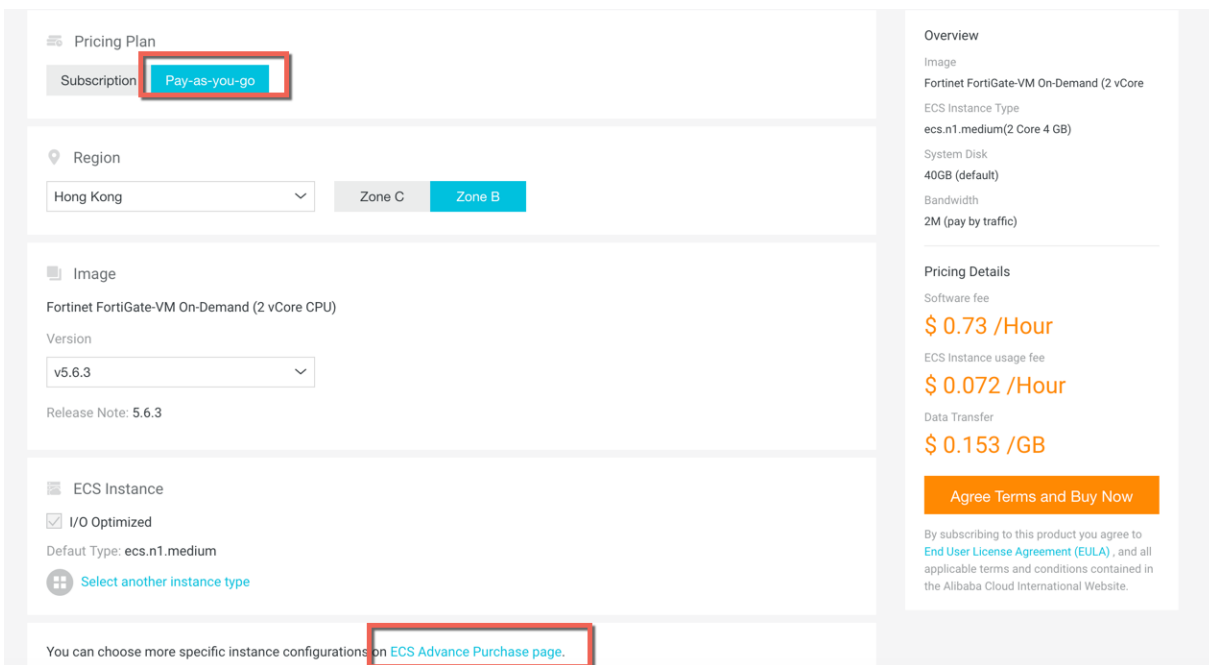 Pricing Plan
Subscription Pay-as-you-go
Region
Hong Kong Zone C Zone B
Image
Fortinet FortiGate-VM On-Demand (2 vCore CPU)
Version
v5.6.3
Release Note: 5.6.3
ECS Instance
I/O Optimized
Defaut Type: ecs.n1.medium
Select another instance type
You can choose more specific instance configurations on ECS Advance Purchase page.
Overview
Image
Fortinet FortiGate-VM On-Demand (2 vCore
ECS Instance Type
ecs.n1.medium(2 Core 4 GB)
System Disk
40GB (default)
Bandwidth
2M (pay by traffic)
Pricing Details
Software fee
$ 0.73 /Hour
ECS Instance usage fee
$ 0.072 /Hour
Data Transfer
$ 0.153 /GB
Agree Terms and Buy Now
By subscribing to this product you agree to
End User License Agreement (EULA) , and all
applicable terms and conditions contained in
the Alibaba Cloud International Website.